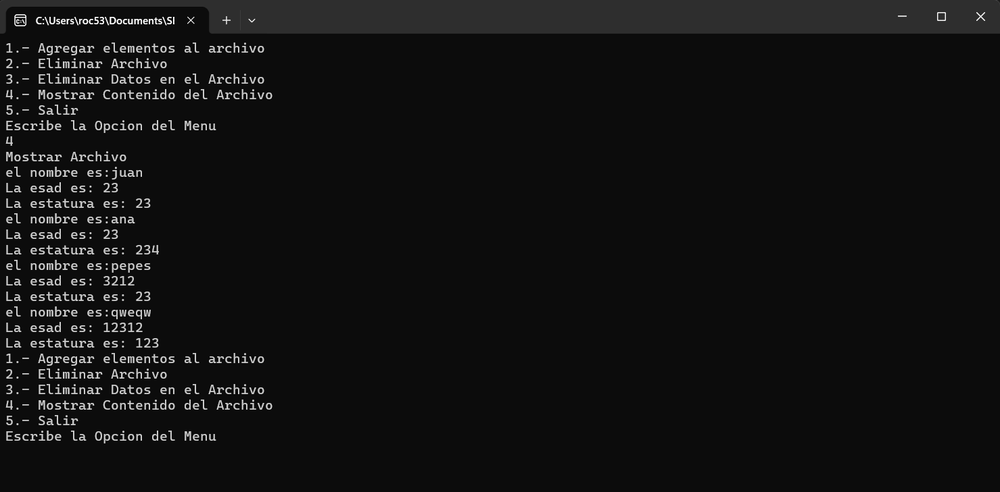 C:\Users\roc53\Documents\SI
1.- Agregar elementos al archivo
2.- Eliminar Archivo
3.- Eliminar Datos en el Archivo
4.- Mostrar Contenido del Archivo
5.- Salir
Escribe la Opcion del Menu
4
Mostrar Archivo
el nombre es:juan
La esad es: 23
La estatura es: 23
el nombre es:ana
La esad es: 23
La estatura es: 234
el nombre es:pepes
La esad es: 3212
La estatura es: 23
el nombre es:qweqw
La esad es: 12312
La estatura es: 123
1.- Agregar elementos al archivo
2.- Eliminar Archivo
3.- Eliminar Datos en el Archivo
4.- Mostrar Contenido del Archivo
5.- Salir
Escribe la Opcion del Menu